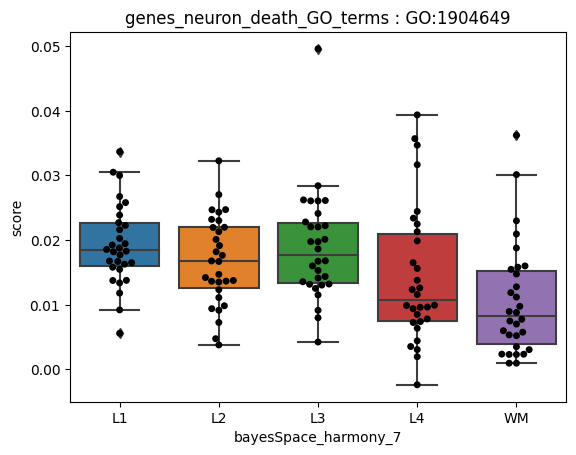 genes_neuron_death_GO_terms : GO:1904649
0.05
0.04
0.03
0.02
0.01
0.00
score
L1 L2 L3 L4 WM
bayesSpace_harmony_7